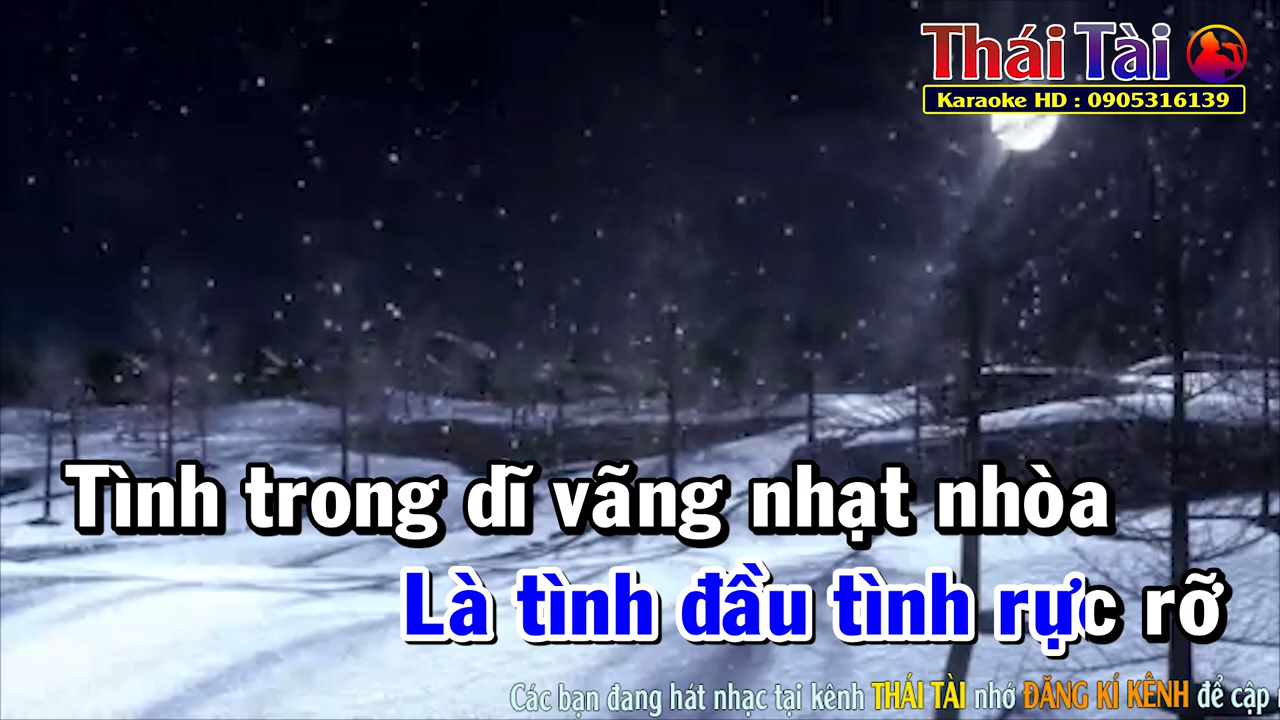 Thái Tài
Karaoke HD : 0905316139
Tình trong dĩ vãng nhạt nhòa
Là tình đầu tình rực rỡ
Các bạn đang hát nhạc tại kênh THÁI TÀI nhớ ĐĂNG KÍ KÊNH để cập